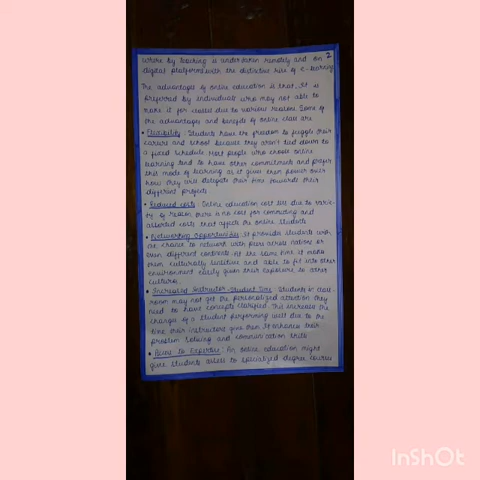 where by teaching is undertaken remotely and on
digital platforms with the distinctive rise of e-learning
2
The advantages of online education is that, It is
preferred by individuals who may not able to
make it for classes due to various reasons. Some of
the advantages and benefits of online class are
• Flexibility: Students have the freedom to juggle their
careers and school because they aren't tied down to
a fixed schedule. Most people who choose online
learning tend to have other commitments and prefer
this mode of learning as it gives them power over
how they will delegate their time towards their
different projects
• Reduced costs: Online education cost less due to varie-
ty of reason there is no cost for commuting and
assorted costs that affects the online students
• Networking Opportunities: It provides students with
chance to network with peers across nations or
even different continents at the same time it make
them culturally sensitive and able to fit into other
environment easily given their exposure to other
cultures
• Increased Instructor-Student Time: Students in class
room may not get the personalized attention they
need to have concepts clarified. This increase the
chances of a student performing well due to the
time their instructors give them It enhance their
problem solving and communication skills
• Access to Expertise: An online education might
give students access to specialized degree course
InShOt